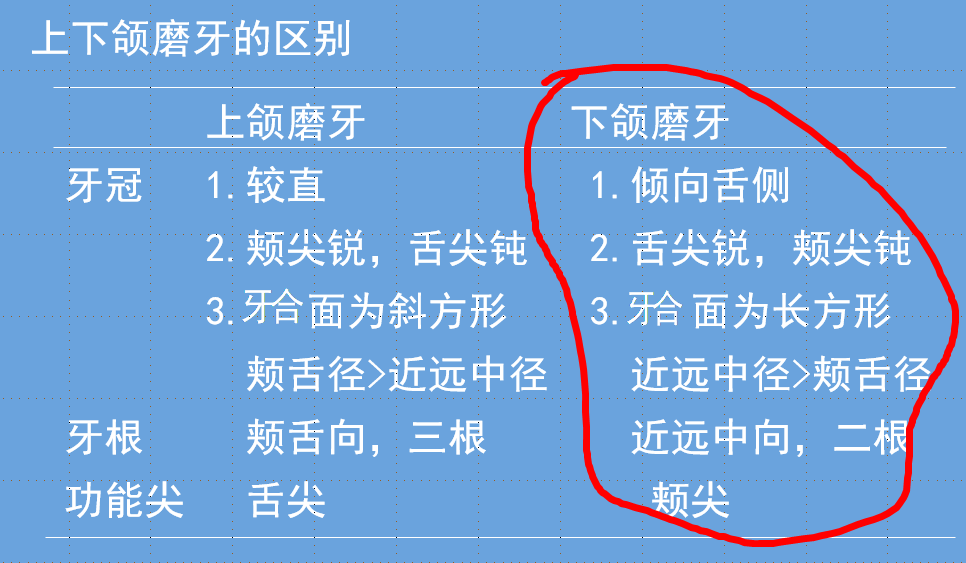 上下颌磨牙的区别
上颌磨牙 下颌磨牙
牙冠 1.较直 1.倾向舌侧
2.颊尖锐，舌尖钝 2.舌尖锐，颊尖钝
3.牙合面为斜方形 3.牙合面为长方形
颊舌径>近远中径 近远中径>颊舌径
牙根 颊舌向，三根 近远中向，二根
功能尖 舌尖 颊尖